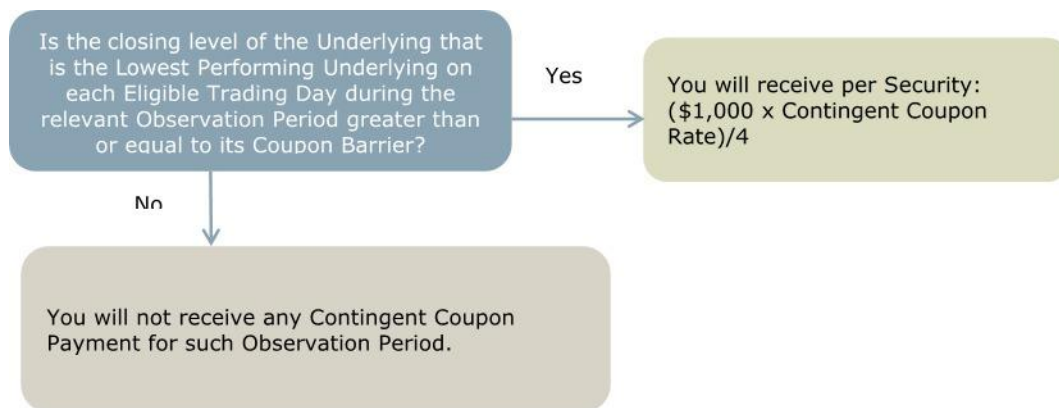 Is the closing level of the Underlying that
is the Lowest Performing Underlying on
each Eligible Trading Day during the
relevant Observation Period greater than
or equal to its Coupon Barrier?
Yes
You will receive per Security:
($1,000 x Contingent Coupon
Rate)/4
No
You will not receive any Contingent Coupon
Payment for such Observation Period.